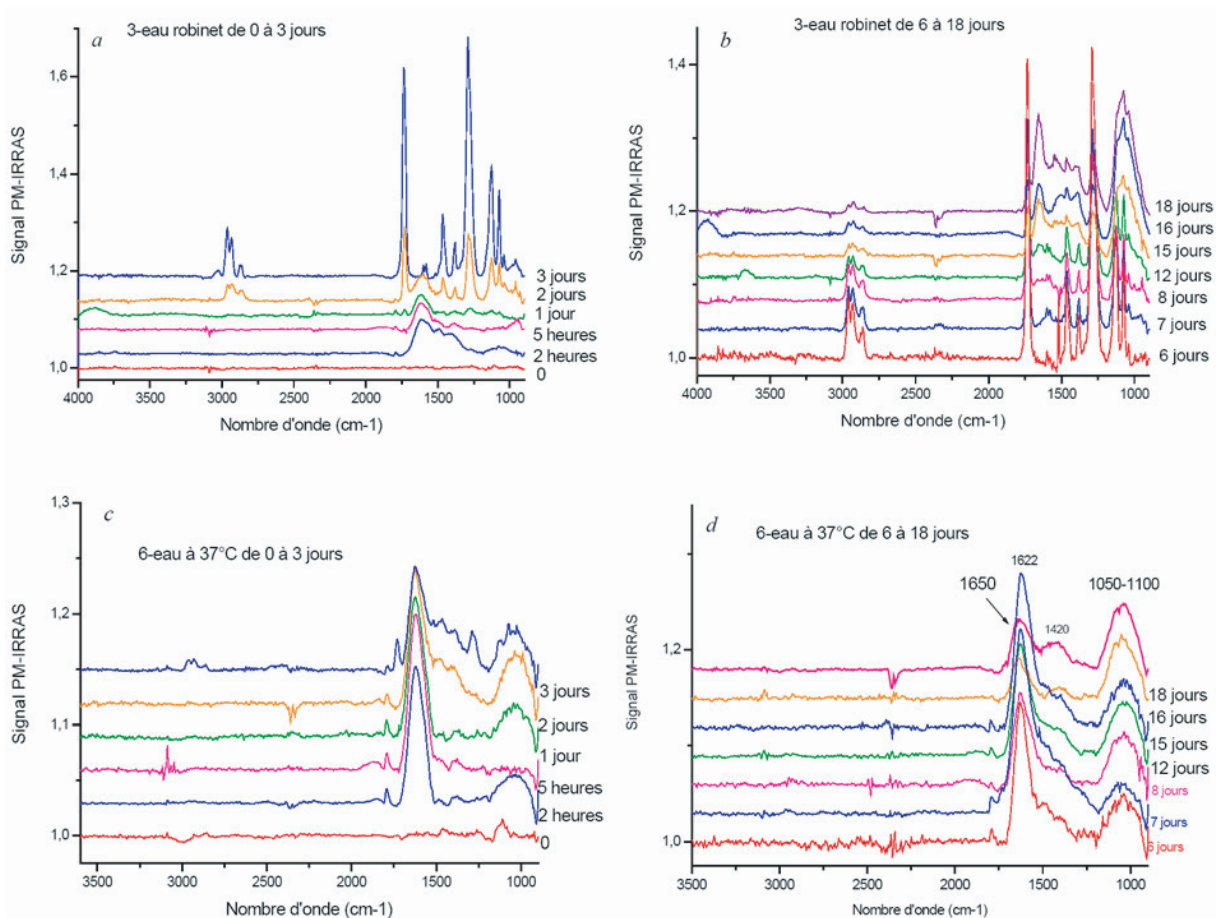 a
3-eau robinet de 0 à 3 jours
1,6
1,4
1,2
1,0
Signal PM-IRRAS
3 jours
2 jours
1 jour
5 heures
2 heures
0
4000 3500 3000 2500 2000 1500 1000
Nombre d'onde (cm-1)
b
3-eau robinet de 6 à 18 jours
1,4
1,2
1,0
Signal PM-IRRAS
18 jours
16 jours
15 jours
12 jours
8 jours
7 jours
6 jours
4000 3500 3000 2500 2000 1500 1000
Nombre d'onde (cm-1)
c
6-eau à 37°C de 0 à 3 jours
1,3
1,2
1,1
1,0
Signal PM-IRRAS
3 jours
2 jours
1 jour
5 heures
2 heures
0
3500 3000 2500 2000 1500 1000
Nombre d'onde (cm-1)
d
6-eau à 37°C de 6 à 18 jours
1622
1650
1050-1100
1420
1,2
1,1
1,0
Signal PM-IRRAS
18 jours
16 jours
15 jours
12 jours
8 jours
7 jours
6 jours
3500 3000 2500 2000 1500 1000
Nombre d'onde (cm-1)